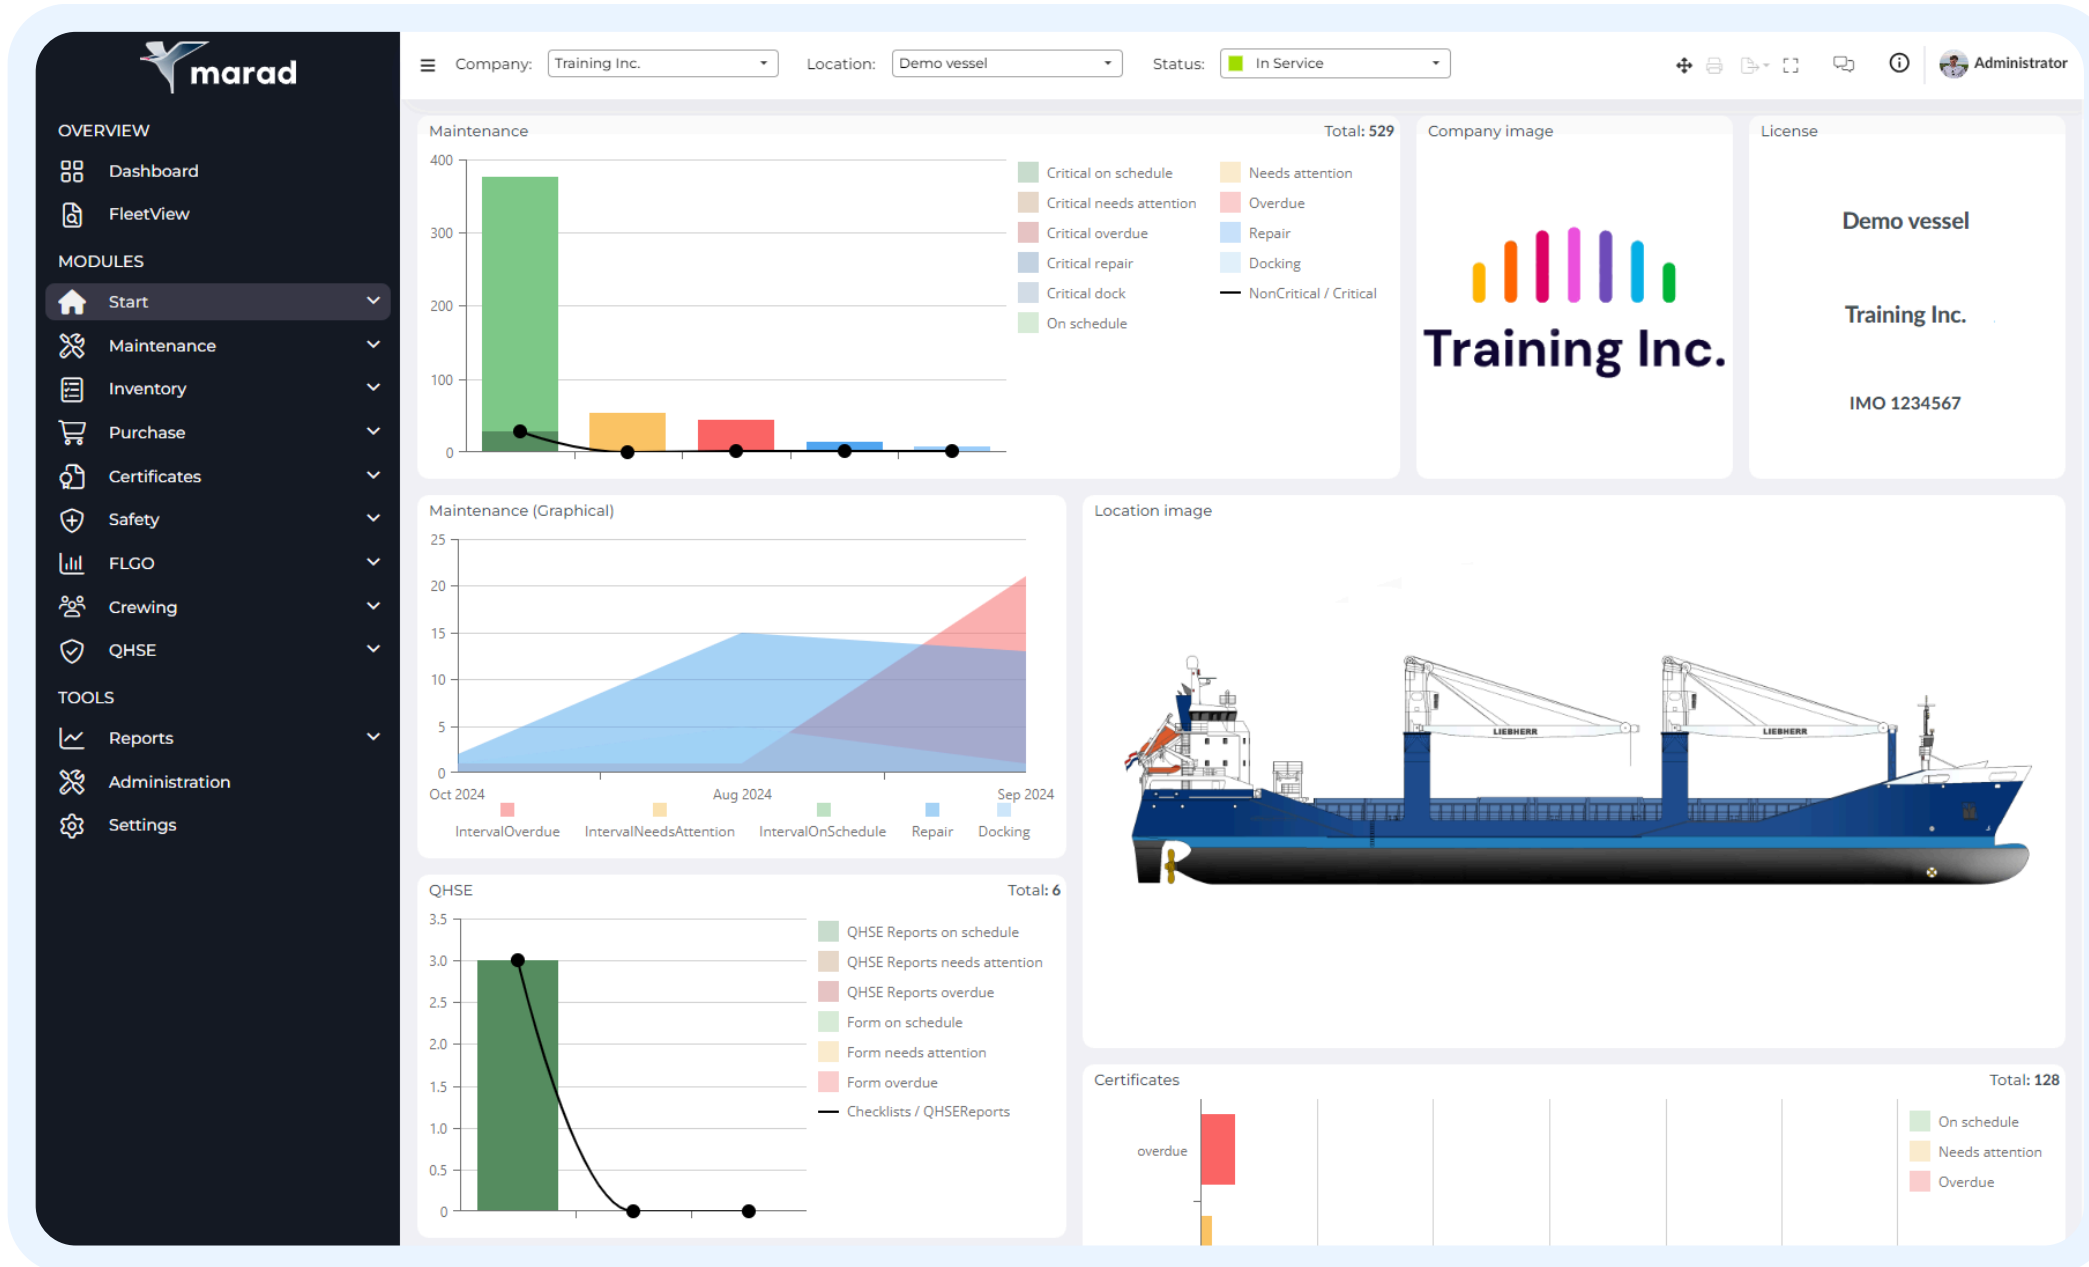 marad
Company: Training Inc. Location: Demo vessel Status: In Service Administrator
OVERVIEW
Dashboard
FleetView
MODULES
Start
Maintenance
Inventory
Purchase
Certificates
Safety
FLGO
Crewing
QHSE
TOOLS
Reports
Administration
Settings
Maintenance Total: 529
400
300
200
100
0
Critical on schedule
Critical needs attention
Critical overdue
Critical repair
Critical dock
On schedule
Needs attention
Overdue
Repair
Docking
NonCritical / Critical
Company image
Training Inc.
License
Demo vessel
Training Inc.
IMO 1234567
Maintenance (Graphical)
25
20
15
10
5
0
Oct 2024 Aug 2024 Sep 2024
IntervalOverdue IntervalNeedsAttention IntervalOnSchedule Repair Docking
Location image
LIEBHERR LIEBHERR
QHSE Total: 6
3.5
3.0
2.5
2.0
1.5
1.0
0.5
0
QHSE Reports on schedule
QHSE Reports needs attention
QHSE Reports overdue
Form on schedule
Form needs attention
Form overdue
Checklists / QHSEReports
Certificates Total: 128
overdue
On schedule
Needs attention
Overdue